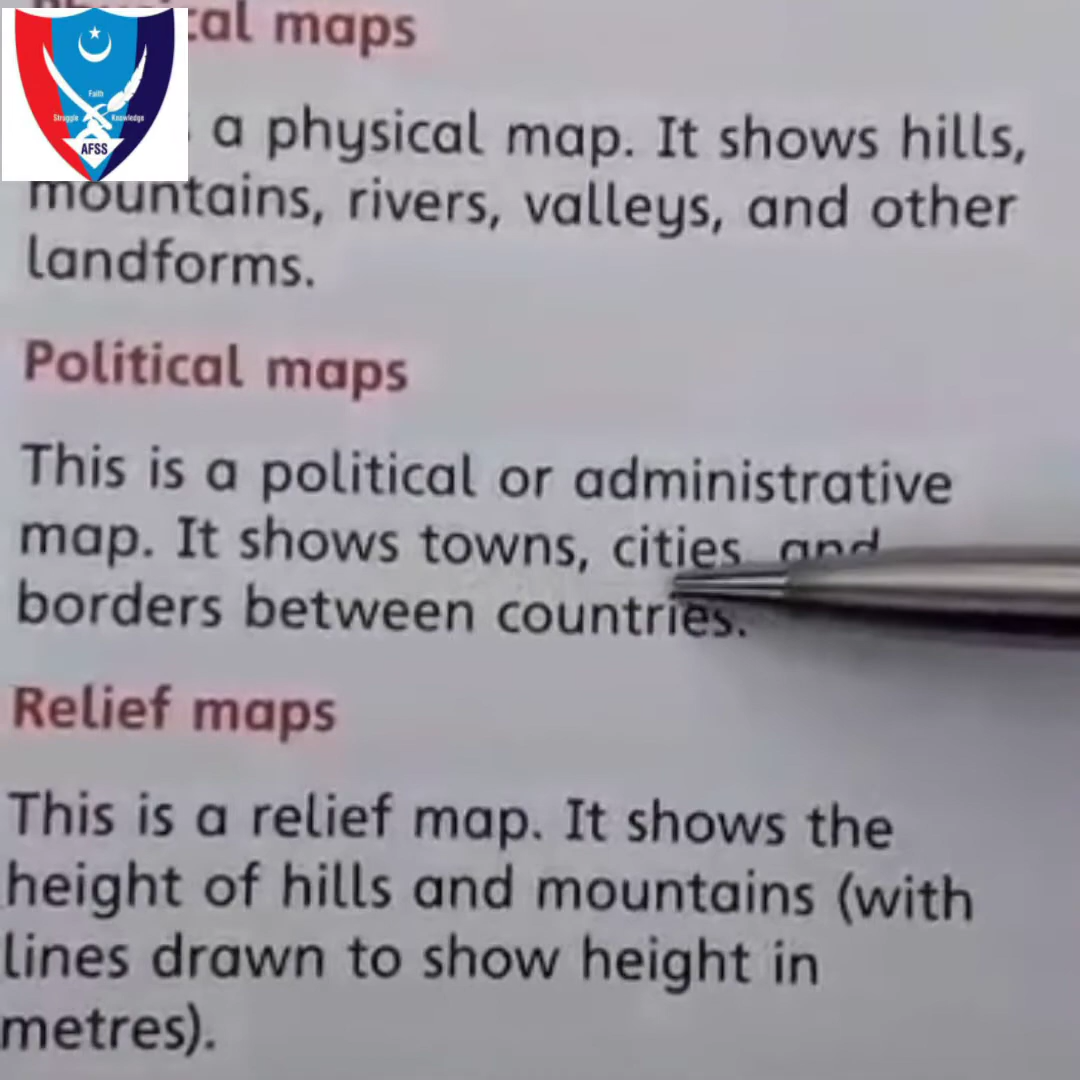 Faith
Struggle Knowledge
AFSS
Physical maps
a physical map. It shows hills,
mountains, rivers, valleys, and other
landforms.
Political maps
This is a political or administrative
map. It shows towns, cities, and
borders between countries.
Relief maps
This is a relief map. It shows the
height of hills and mountains (with
lines drawn to show height in
metres).